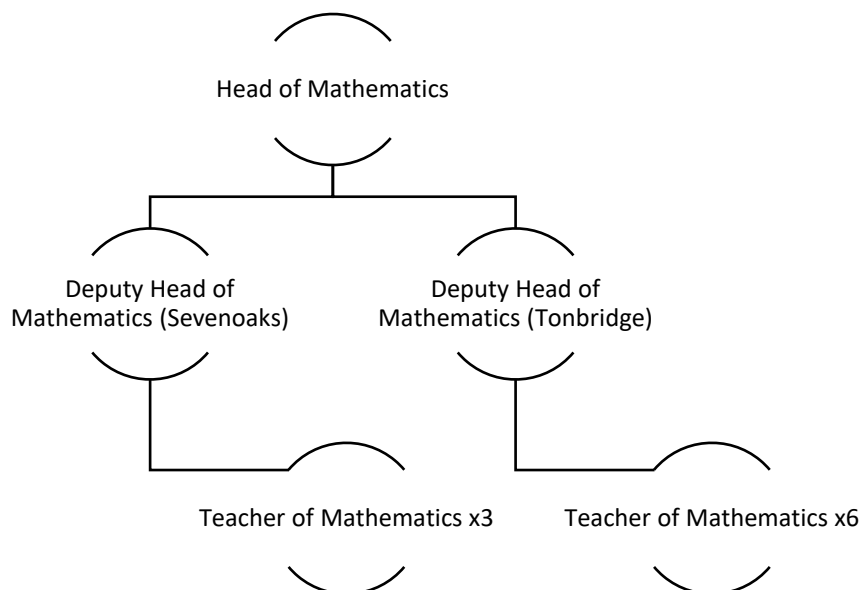 Head of Mathematics
Deputy Head of
Mathematics (Sevenoaks)
Deputy Head of
Mathematics (Tonbridge)
Teacher of Mathematics x3
Teacher of Mathematics x6